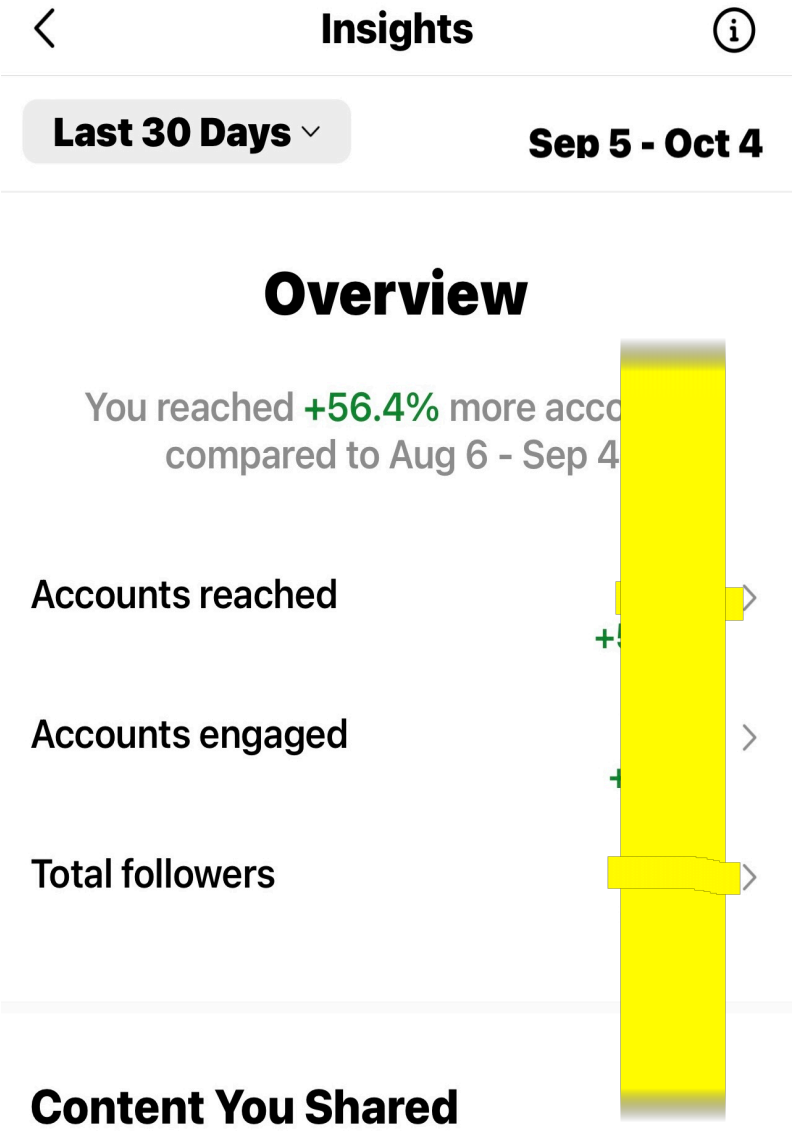 Insights
Last 30 Days
Sep 5 - Oct 4
Overview
You reached +56.4% more
compared to Aug 6 - Sep 4
Accounts reached
Accounts engaged
Total followers
Content You Shared